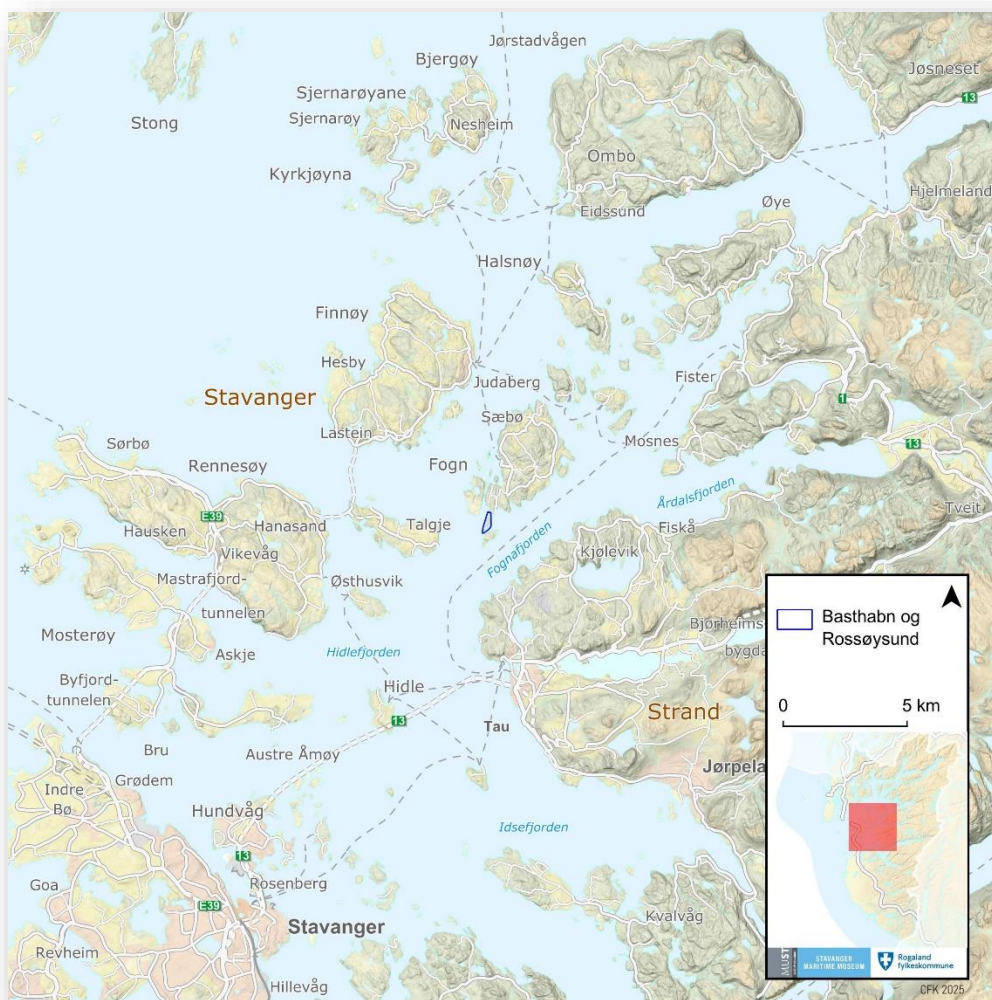 Jørstadvågen
Bjergøy
Jøsneset
13
Sjernarøyane
Sjernarøy
Nesheim
Stong
Ombo
Kyrkjøyna
Hjelmeland
Eidssund
Øye
Halsnøy
Finnøy
Hesby
Judaberg
Fister
Stavanger
Sæbø
1
Lastein
Mosnes
13
Sørbø
Rennesøy
Fogn
Årdalsfjorden
E39
Hanasand
Talgje
Fiskå
Tveit
Hausken
Vikevåg
Fognafjorden
Kjølevik
Mastrafjord-
tunnelen
Østhusvik
Mosterøy
Askje
Hidlefjorden
Bjørheims
bygda
Byfjord-
tunnelen
Hidle
13
Strand
Tau
Bru
Austre Åmøy
Jørpela
Grødem
Indre
Bø
Hundvåg
Idsefjorden
13
Goa
Rosenberg
E39
Stavanger
Kvalvåg
Revheim
Hillevåg
Basthabn og
Rossøysund
0 5 km
MUST
STAVANGER
MARITIME MUSEUM
Rogaland
fylkeskommune
CFK 2025